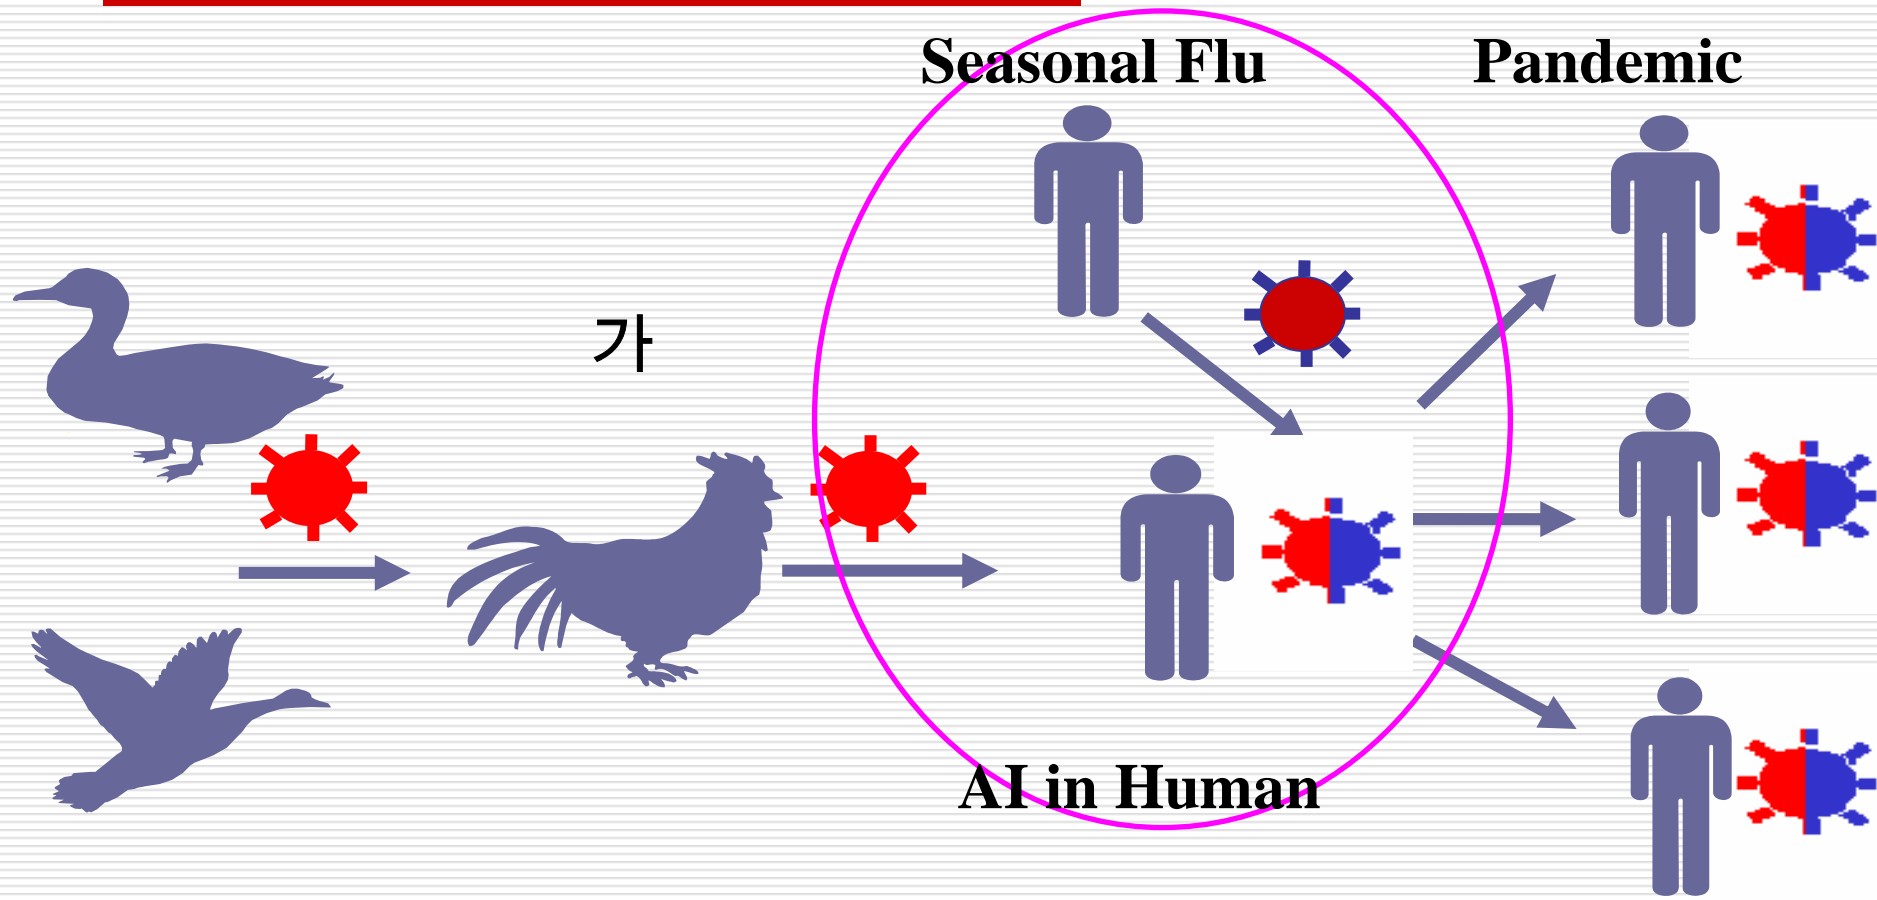 Seasonal Flu
Pandemic
가
AI in Human